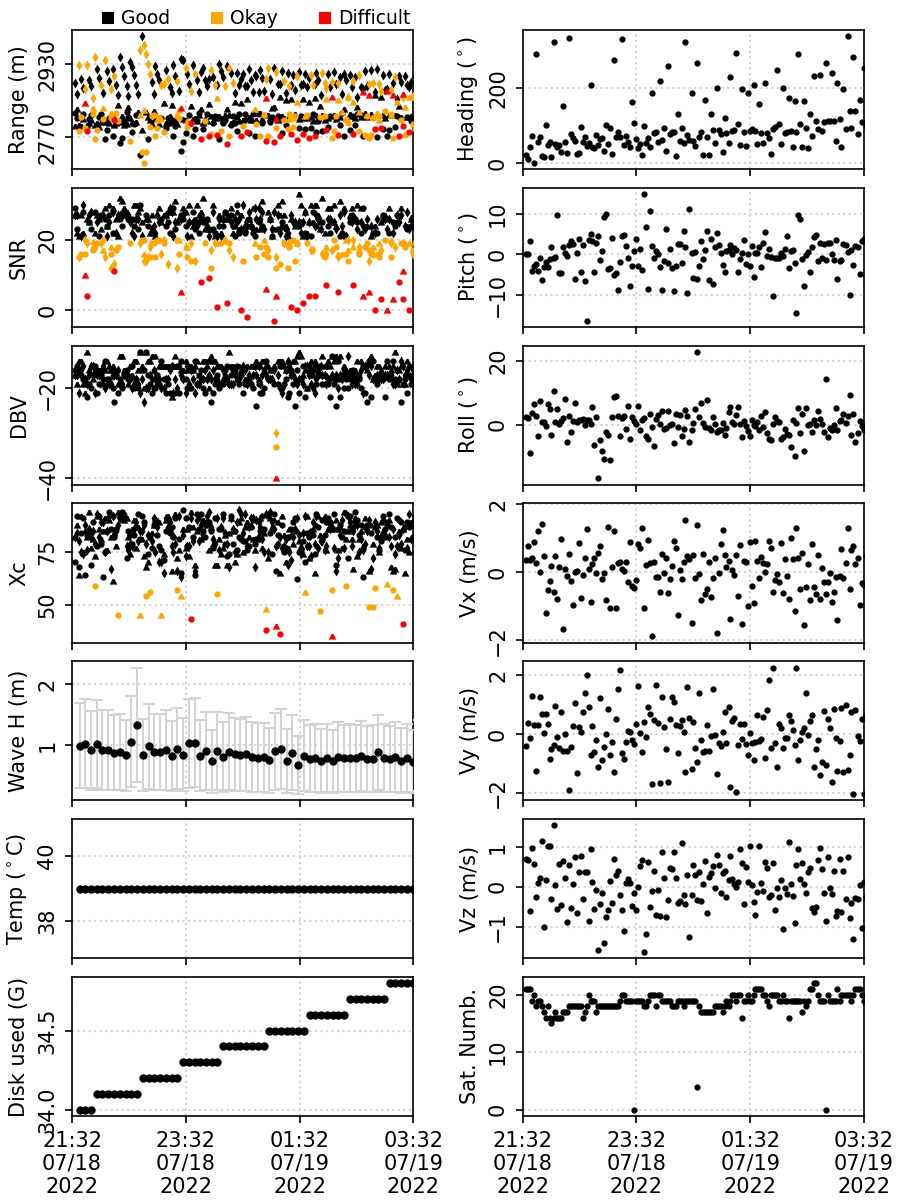 Good Okay Difficult
Range (m)
2930
2770
Heading (°)
200
0
SNR
20
0
Pitch (°)
10
0
−10
DBV
−20
−40
Roll (°)
20
0
Xc
75
50
Vx (m/s)
2
0
−2
Wave H (m)
2
1
Vy (m/s)
2
0
−2
Temp (°C)
40
38
Vz (m/s)
1
0
−1
Disk used (G)
34.5
34.0
Sat. Numb.
20
10
0
21:32 23:32 01:32 03:32
07/18 07/18 07/19 07/19
2022 2022 2022 2022
21:32 23:32 01:32 03:32
07/18 07/18 07/19 07/19
2022 2022 2022 2022